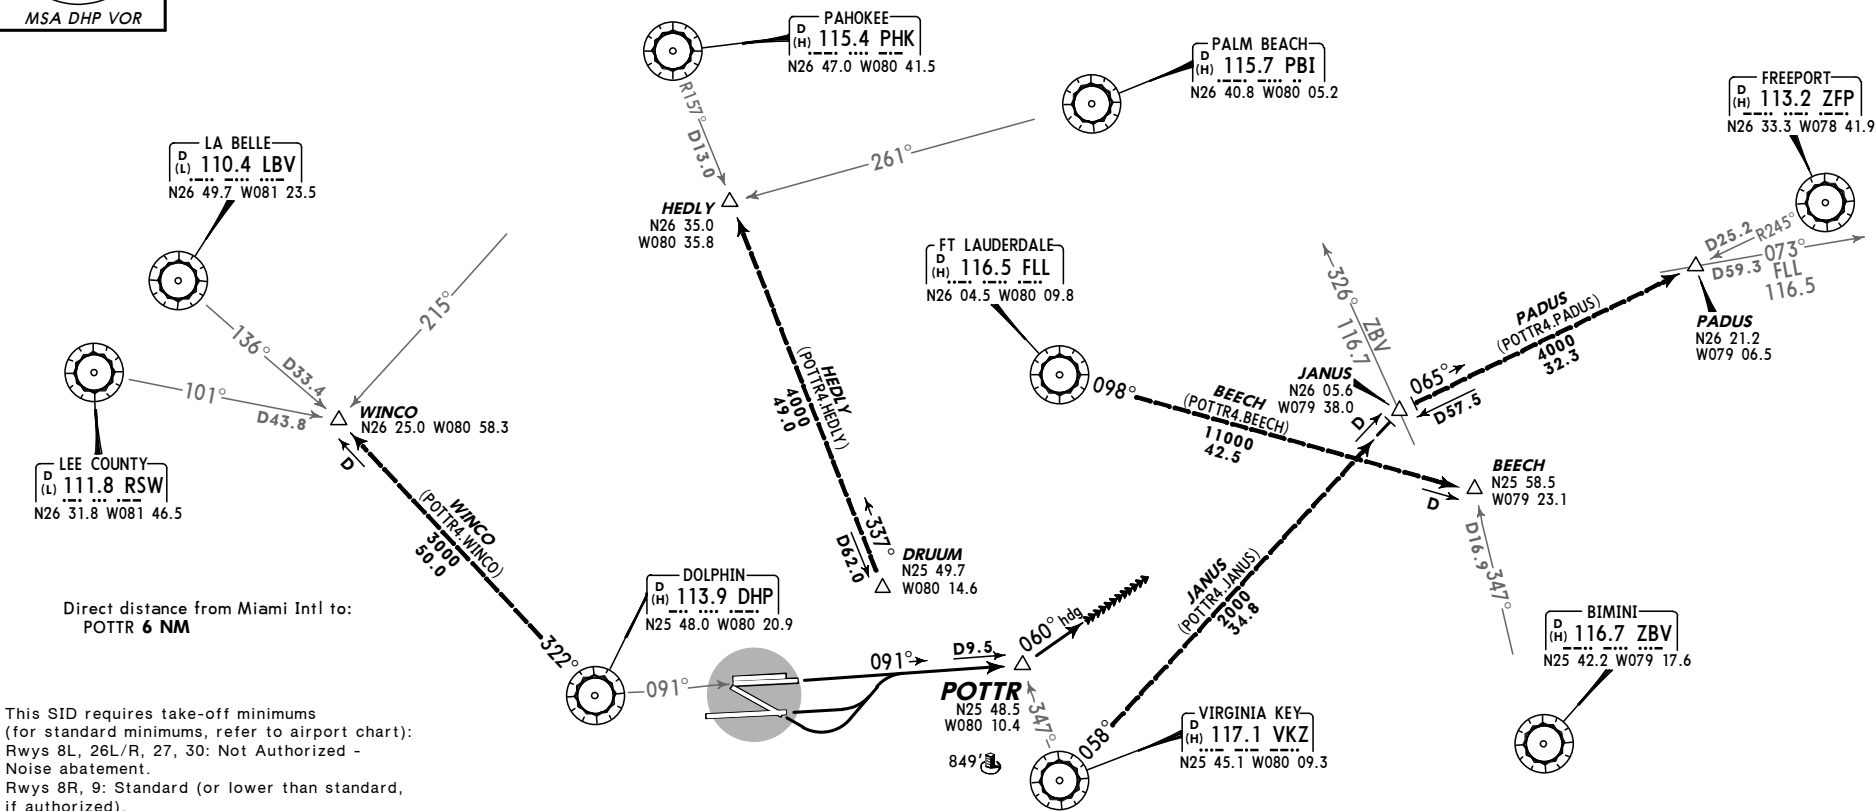 MSA DHP VOR
PAHOKEE
D
(H) 115.4 PHK
N26 47.0 W080 41.5
R157°
D13.0
PALM BEACH
D
(H) 115.7 PBI
N26 40.8 W080 05.2
261°
FREEPORT
D
(H) 113.2 ZFP
N26 33.3 W078 41.9
LA BELLE
D
(L) 110.4 LBV
N26 49.7 W081 23.5
HEDLY
N26 35.0
W080 35.8
FT LAUDERDALE
D
(H) 116.5 FLL
N26 04.5 W080 09.8
D25.2 R245°
073°
D59.3 FLL
116.5
PADUS
N26 21.2
W079 06.5
PADUS
(POTTR4.PADUS)
4000
32.3
326° ZBV
116.7
215°
136° D33.4
101°
D43.8
WINCO
N26 25.0 W080 58.3
D
LEE COUNTY
D
(L) 111.8 RSW
N26 31.8 W081 46.5
HEDLY
(POTTR4.HEDLY)
4000
49.0
JANUS
N26 05.6
W079 38.0
065°
D57.5
D
098°
BEECH
(POTTR4.BEECH)
11000
42.5
BEECH
N25 58.5
W079 23.1
D
D16.9 347°
WINCO
(POTTR4.WINCO)
3000
50.0
337°
D62.0
DRUUM
N25 49.7
W080 14.6
JANUS
(POTTR4.JANUS)
2000
34.8
DOLPHIN
D
(H) 113.9 DHP
N25 48.0 W080 20.9
Direct distance from Miami Intl to:
POTTR 6 NM
322°
091°
091°
D9.5
060° hdg
POTTR
N25 48.5
W080 10.4
347°
849'
058°
VIRGINIA KEY
D
(H) 117.1 VKZ
N25 45.1 W080 09.3
BIMINI
D
(H) 116.7 ZBV
N25 42.2 W079 17.6
This SID requires take-off minimums
(for standard minimums, refer to airport chart):
Rwys 8L, 26L/R, 27, 30: Not Authorized -
Noise abatement.
Rwys 8R, 9: Standard (or lower than standard,
if authorized).